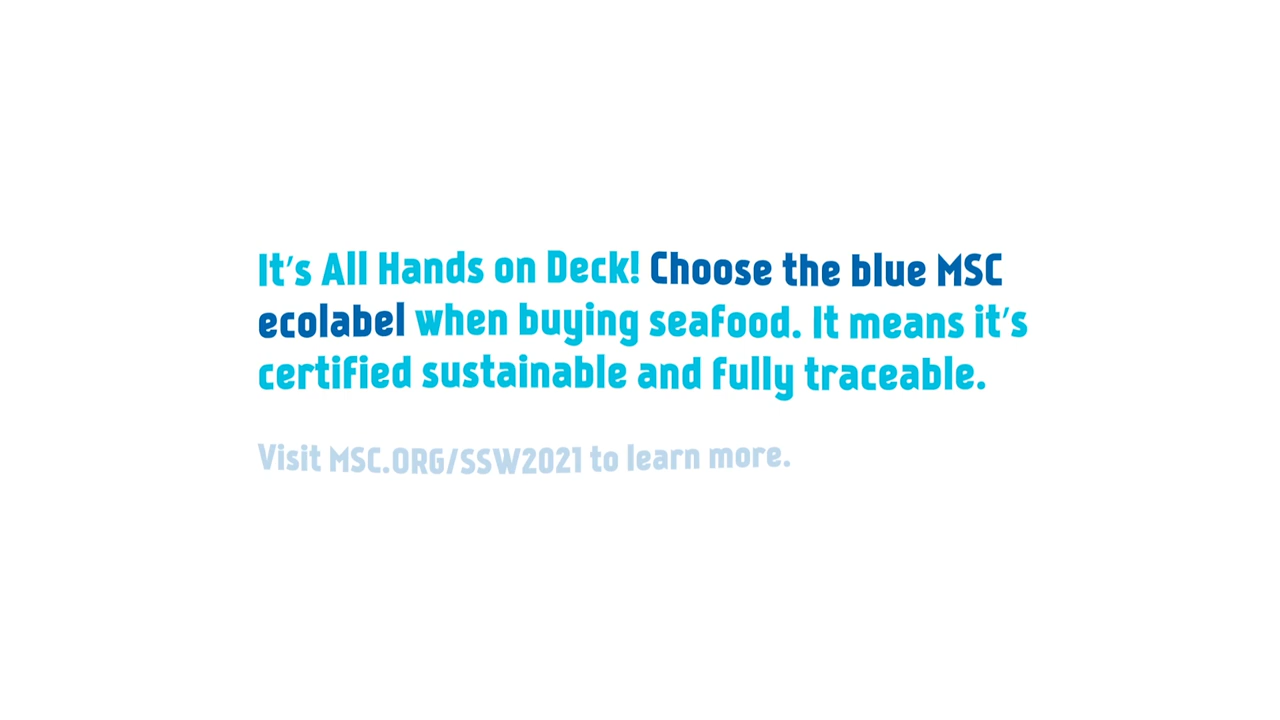 It's All Hands on Deck! Choose the blue MSC
ecolabel when buying seafood. It means it's
certified sustainable and fully traceable.
Visit MSC.ORG/SSW2021 to learn more.